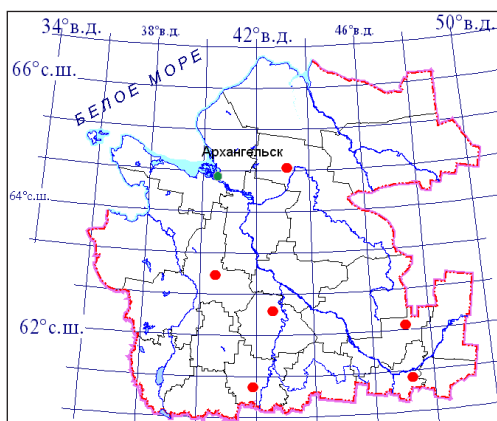 34°в.д.
38°в.д.
42°в.д.
46°в.д.
50°в.д.
66°с.ш.
БЕЛОЕ МОРЕ
Архангельск
64°с.ш.
62°с.ш.